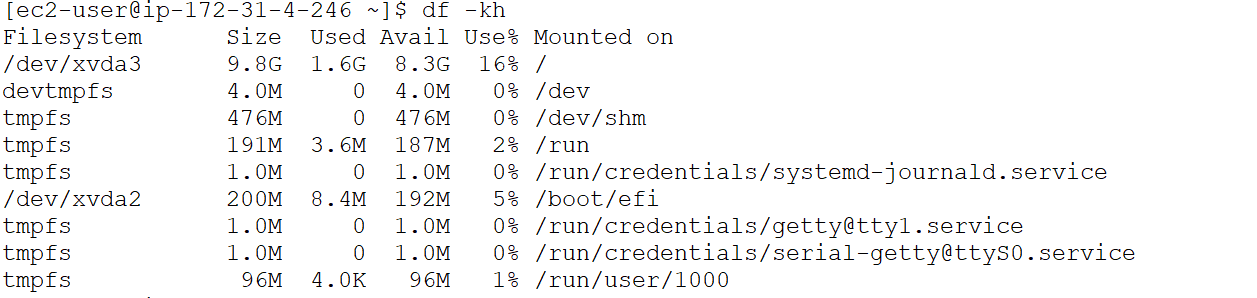 [ec2-user@ip-172-31-4-246 ~]$ df -kh
Filesystem      Size  Used Avail Use% Mounted on
/dev/xvda3      9.8G  1.6G  8.3G  16% /
devtmpfs        4.0M     0  4.0M   0% /dev
tmpfs           476M     0  476M   0% /dev/shm
tmpfs           191M  3.6M  187M   2% /run
tmpfs           1.0M     0  1.0M   0% /run/credentials/systemd-journald.service
/dev/xvda2      200M  8.4M  192M   5% /boot/efi
tmpfs           1.0M     0  1.0M   0% /run/credentials/getty@tty1.service
tmpfs           1.0M     0  1.0M   0% /run/credentials/serial-getty@ttyS0.service
tmpfs            96M  4.0K   96M   1% /run/user/1000